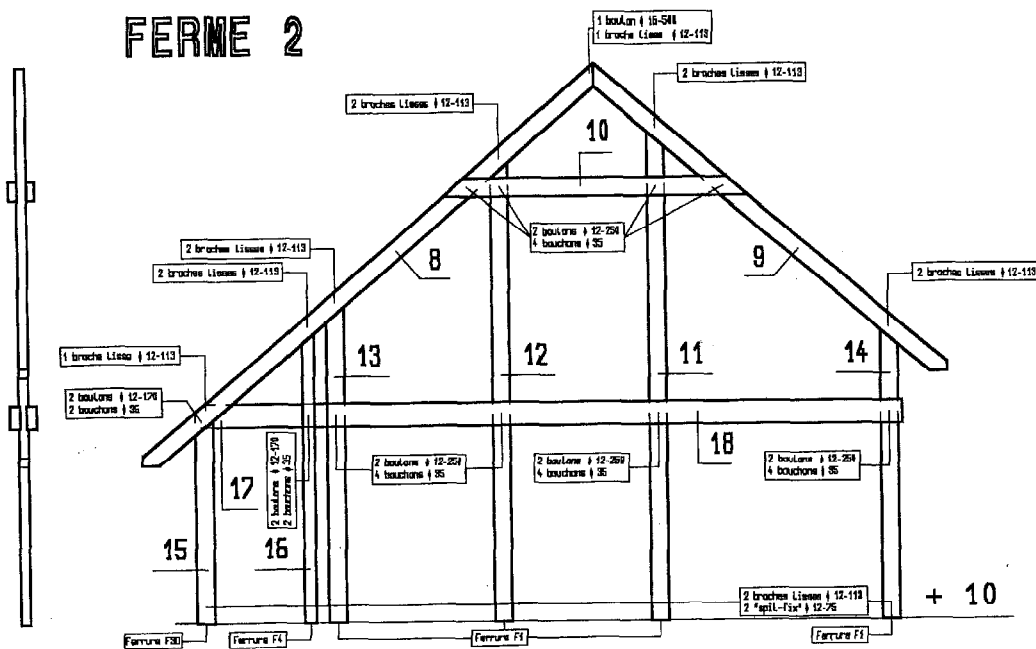 FERME 2
1 boulon ϕ 16-500
1 broche lisse ϕ 12-113
2 broches lisses ϕ 12-113
2 broches lisses ϕ 12-113
10
2 boulons ϕ 12-250
4 bouchons ϕ 35
2 broches lisses ϕ 12-113
8
9
2 broches lisses ϕ 12-113
2 broches lisses ϕ 12-113
1 broche lisse ϕ 12-113
13
12
11
14
2 boulons ϕ 12-170
2 bouchons ϕ 35
18
2 boulons ϕ 12-170
2 bouchons ϕ 35
2 boulons ϕ 12-250
4 bouchons ϕ 35
2 boulons ϕ 12-250
4 bouchons ϕ 35
2 boulons ϕ 12-250
4 bouchons ϕ 35
17
15
16
2 broches lisses ϕ 12-113
2 "spil-fix" ϕ 12-75
+ 10
Ferrure F30
Ferrure F4
Ferrure F1
Ferrure F1